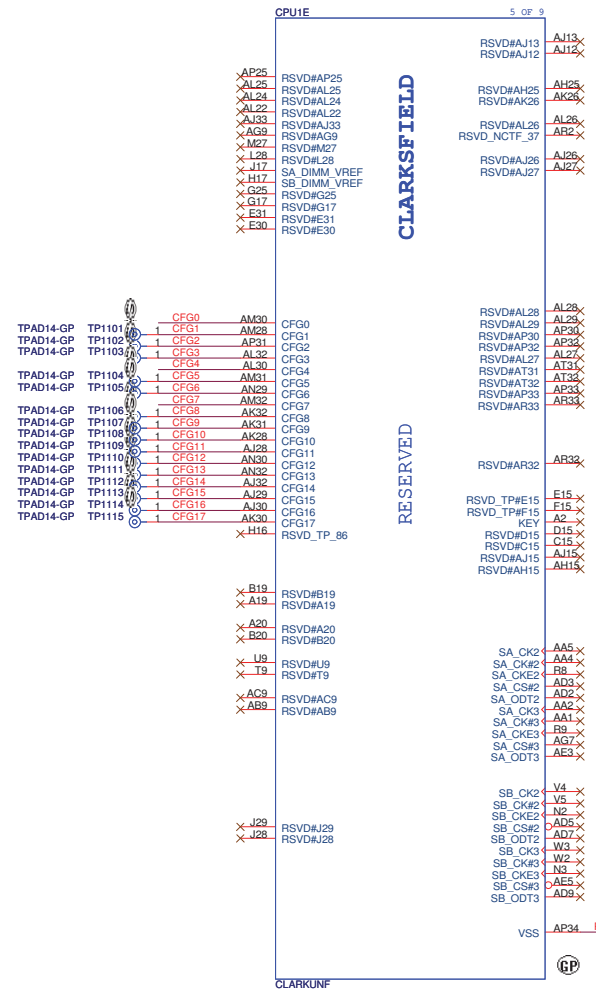 CPU1E 5 OF 9
CLARKSFIELD
RESERVED
AP25 RSVD#AP25
AL25 RSVD#AL25
AL24 RSVD#AL24
AL22 RSVD#AL22
AJ33 RSVD#AJ33
AG9 RSVD#AG9
M27 RSVD#M27
L28 RSVD#L28
J17 SA_DIMM_VREF
H17 SB_DIMM_VREF
G25 RSVD#G25
G17 RSVD#G17
E31 RSVD#E31
E30 RSVD#E30
CFG0 AM30 CFG0
TPAD14-GP TP1101 1 CFG1 AM28 CFG1
TPAD14-GP TP1102 1 CFG2 AP31 CFG2
TPAD14-GP TP1103 1 CFG3 AL32 CFG3
CFG4 AL30 CFG4
TPAD14-GP TP1104 1 CFG5 AM31 CFG5
TPAD14-GP TP1105 1 CFG6 AN29 CFG6
CFG7 AM32 CFG7
TPAD14-GP TP1106 1 CFG8 AK32 CFG8
TPAD14-GP TP1107 1 CFG9 AK31 CFG9
TPAD14-GP TP1108 1 CFG10 AK28 CFG10
TPAD14-GP TP1109 1 CFG11 AJ28 CFG11
TPAD14-GP TP1110 1 CFG12 AN30 CFG12
TPAD14-GP TP1111 1 CFG13 AN32 CFG13
TPAD14-GP TP1112 1 CFG14 AJ32 CFG14
TPAD14-GP TP1113 1 CFG15 AJ29 CFG15
TPAD14-GP TP1114 1 CFG16 AJ30 CFG16
TPAD14-GP TP1115 1 CFG17 AK30 CFG17
H16 RSVD_TP_86
B19 RSVD#B19
A19 RSVD#A19
A20 RSVD#A20
B20 RSVD#B20
U9 RSVD#U9
T9 RSVD#T9
AC9 RSVD#AC9
AB9 RSVD#AB9
J29 RSVD#J29
J28 RSVD#J28
RSVD#AJ13 AJ13
RSVD#AJ12 AJ12
RSVD#AH25 AH25
RSVD#AK26 AK26
RSVD#AL26 AL26
RSVD_NCTF_37 AR2
RSVD#AJ26 AJ26
RSVD#AJ27 AJ27
RSVD#AL28 AL28
RSVD#AL29 AL29
RSVD#AP30 AP30
RSVD#AP32 AP32
RSVD#AL27 AL27
RSVD#AT31 AT31
RSVD#AT32 AT32
RSVD#AP33 AP33
RSVD#AR33 AR33
RSVD#AR32 AR32
RSVD_TP#E15 E15
RSVD_TP#F15 F15
KEY A2
RSVD#D15 D15
RSVD#C15 C15
RSVD#AJ15 AJ15
RSVD#AH15 AH15
SA_CK2 AA5
SA_CK#2 AA4
SA_CKE2 R8
SA_CS#2 AD3
SA_ODT2 AD2
SA_CK3 AA2
SA_CK#3 AA1
SA_CKE3 R9
SA_CS#3 AG7
SA_ODT3 AE3
SB_CK2 V4
SB_CK#2 V5
SB_CKE2 N2
SB_CS#2 AD5
SB_ODT2 AD7
SB_CK3 W3
SB_CK#3 W2
SB_CKE3 N3
SB_CS#3 AE5
SB_ODT3 AD9
VSS AP34
GP
CLARKUNF